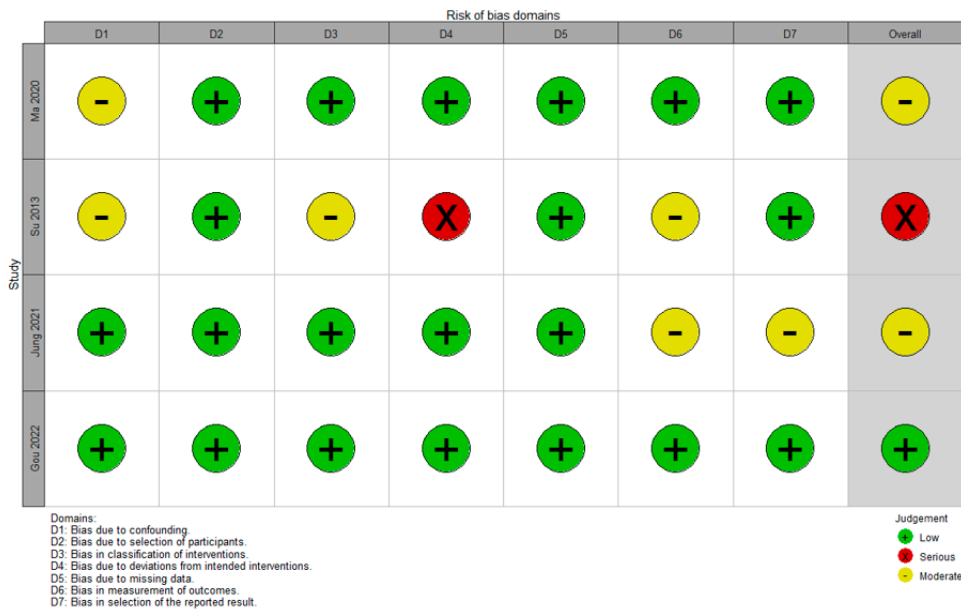 Risk of bias domains
D1 D2 D3 D4 D5 D6 D7 Overall
Study
Ma 2020 - + + + + + + -
Su 2013 - + - X + - + X
Jung 2021 + + + + + - - -
Gou 2022 + + + + + + + +
Domains:
D1: Bias due to confounding.
D2: Bias due to selection of participants.
D3: Bias in classification of interventions.
D4: Bias due to deviations from intended interventions.
D5: Bias due to missing data.
D6: Bias in measurement of outcomes.
D7: Bias in selection of the reported result.
Judgement
+ Low
X Serious
- Moderate